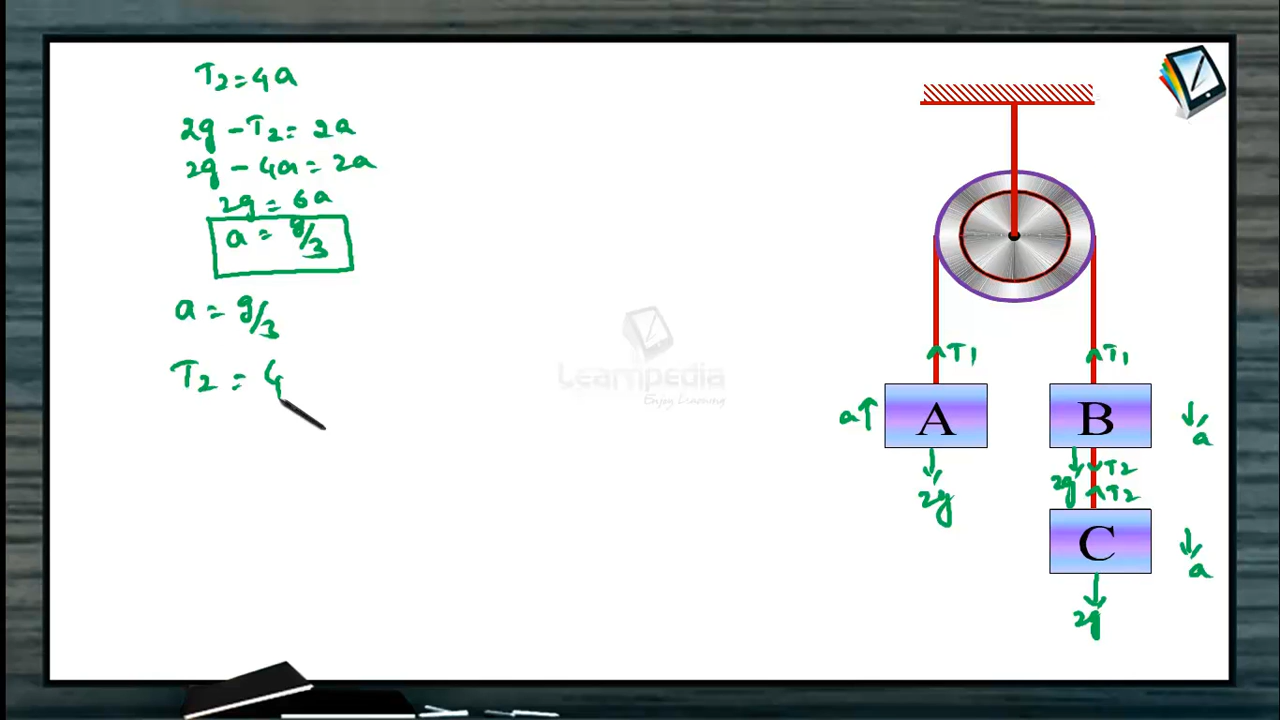 T2 = 4a
2g - T2 = 2a
2g - 4a = 2a
2g = 6a
a = g/3
a = g/3
T2 = 4
T1
T1
a
A
B
a
2g
2g
T2
T2
C
a
2g
Learnpedia
Enjoy Learning